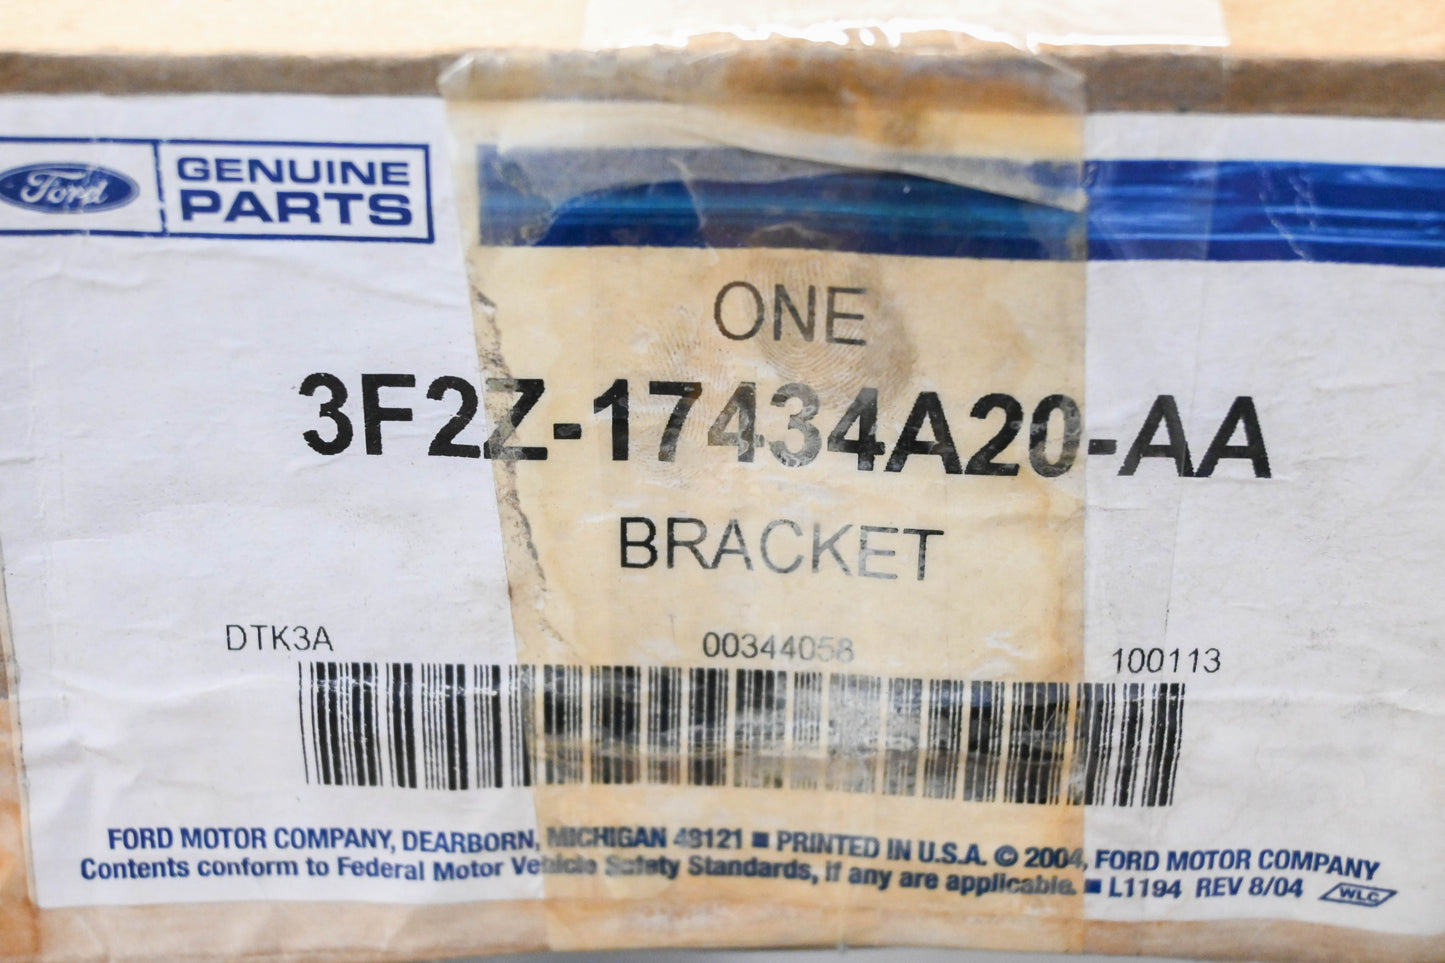 Ford
GENUINE
PARTS
ONE
3F2Z-17434A20-AA
BRACKET
DTK3A 00344058 100113
FORD MOTOR COMPANY, DEARBORN, MICHIGAN 48121 ■ PRINTED IN U.S.A. © 2004, FORD MOTOR COMPANY
Contents conform to Federal Motor Vehicle Safety Standards, if any are applicable. ■ L1194 REV 8/04 WLC